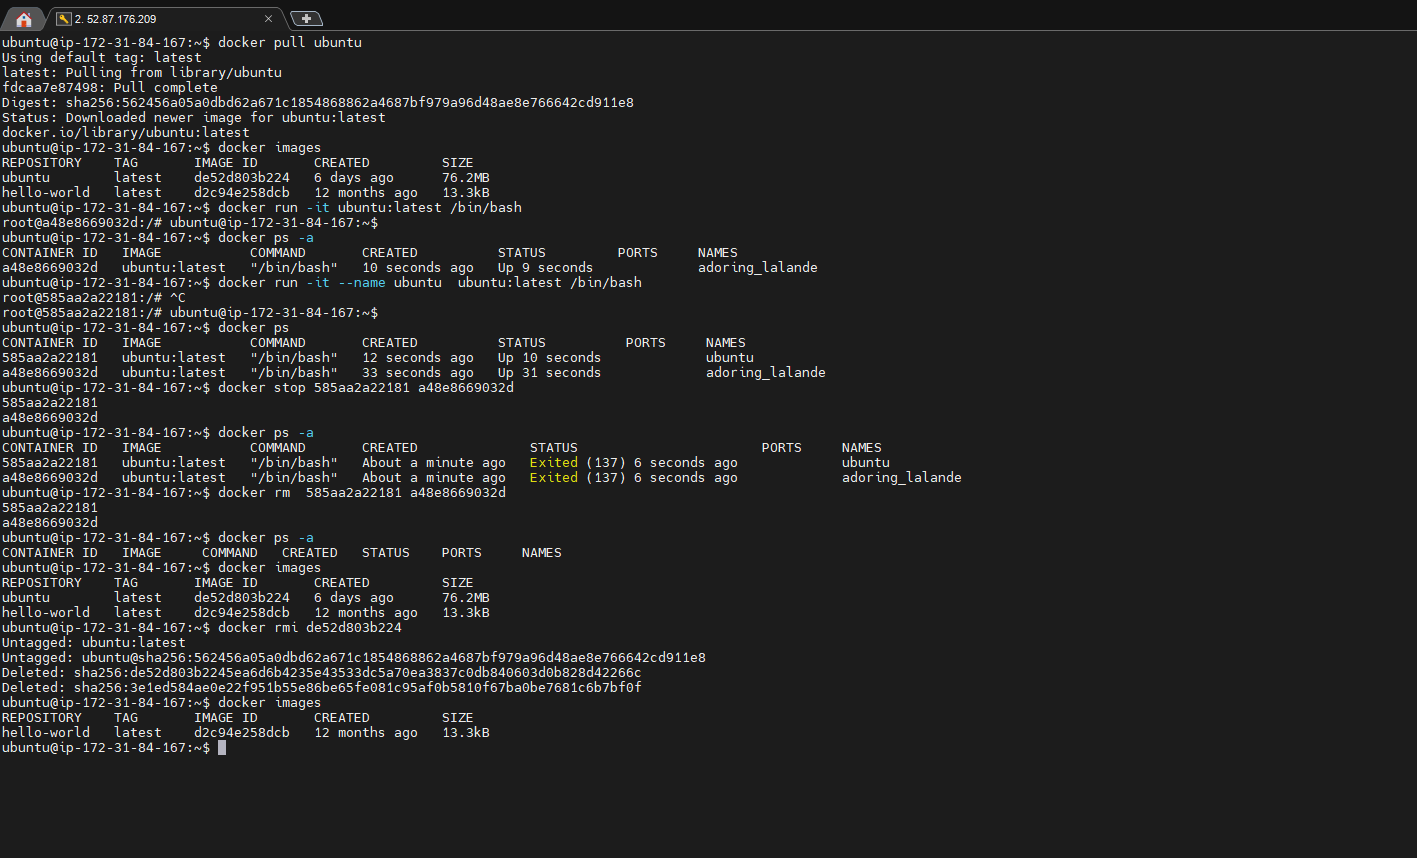 2. 52.87.176.209
ubuntu@ip-172-31-84-167:~$ docker pull ubuntu
Using default tag: latest
latest: Pulling from library/ubuntu
fdcaa7e87498: Pull complete
Digest: sha256:562456a05a0dbd62a671c1854868862a4687bf979a96d48ae8e766642cd911e8
Status: Downloaded newer image for ubuntu:latest
docker.io/library/ubuntu:latest
ubuntu@ip-172-31-84-167:~$ docker images
REPOSITORY    TAG       IMAGE ID       CREATED         SIZE
ubuntu        latest    de52d803b224   6 days ago      76.2MB
hello-world   latest    d2c94e258dcb   12 months ago   13.3kB
ubuntu@ip-172-31-84-167:~$ docker run -it ubuntu:latest /bin/bash
root@a48e8669032d:/# ubuntu@ip-172-31-84-167:~$
ubuntu@ip-172-31-84-167:~$ docker ps -a
CONTAINER ID   IMAGE           COMMAND       CREATED          STATUS         PORTS     NAMES
a48e8669032d   ubuntu:latest   "/bin/bash"   10 seconds ago   Up 9 seconds             adoring_lalande
ubuntu@ip-172-31-84-167:~$ docker run -it --name ubuntu  ubuntu:latest /bin/bash
root@585aa2a22181:/# ^C
root@585aa2a22181:/# ubuntu@ip-172-31-84-167:~$
ubuntu@ip-172-31-84-167:~$ docker ps
CONTAINER ID   IMAGE           COMMAND       CREATED          STATUS          PORTS     NAMES
585aa2a22181   ubuntu:latest   "/bin/bash"   12 seconds ago   Up 10 seconds             ubuntu
a48e8669032d   ubuntu:latest   "/bin/bash"   33 seconds ago   Up 31 seconds             adoring_lalande
ubuntu@ip-172-31-84-167:~$ docker stop 585aa2a22181 a48e8669032d
585aa2a22181
a48e8669032d
ubuntu@ip-172-31-84-167:~$ docker ps -a
CONTAINER ID   IMAGE           COMMAND       CREATED              STATUS                       PORTS     NAMES
585aa2a22181   ubuntu:latest   "/bin/bash"   About a minute ago   Exited (137) 6 seconds ago             ubuntu
a48e8669032d   ubuntu:latest   "/bin/bash"   About a minute ago   Exited (137) 6 seconds ago             adoring_lalande
ubuntu@ip-172-31-84-167:~$ docker rm  585aa2a22181 a48e8669032d
585aa2a22181
a48e8669032d
ubuntu@ip-172-31-84-167:~$ docker ps -a
CONTAINER ID   IMAGE     COMMAND   CREATED   STATUS    PORTS     NAMES
ubuntu@ip-172-31-84-167:~$ docker images
REPOSITORY    TAG       IMAGE ID       CREATED         SIZE
ubuntu        latest    de52d803b224   6 days ago      76.2MB
hello-world   latest    d2c94e258dcb   12 months ago   13.3kB
ubuntu@ip-172-31-84-167:~$ docker rmi de52d803b224
Untagged: ubuntu:latest
Untagged: ubuntu@sha256:562456a05a0dbd62a671c1854868862a4687bf979a96d48ae8e766642cd911e8
Deleted: sha256:de52d803b2245ea6d6b4235e43533dc5a70ea3837c0db840603d0b828d42266c
Deleted: sha256:3e1ed584ae0e22f951b55e86be65fe081c95af0b5810f67ba0be7681c6b7bf0f
ubuntu@ip-172-31-84-167:~$ docker images
REPOSITORY    TAG       IMAGE ID       CREATED         SIZE
hello-world   latest    d2c94e258dcb   12 months ago   13.3kB
ubuntu@ip-172-31-84-167:~$